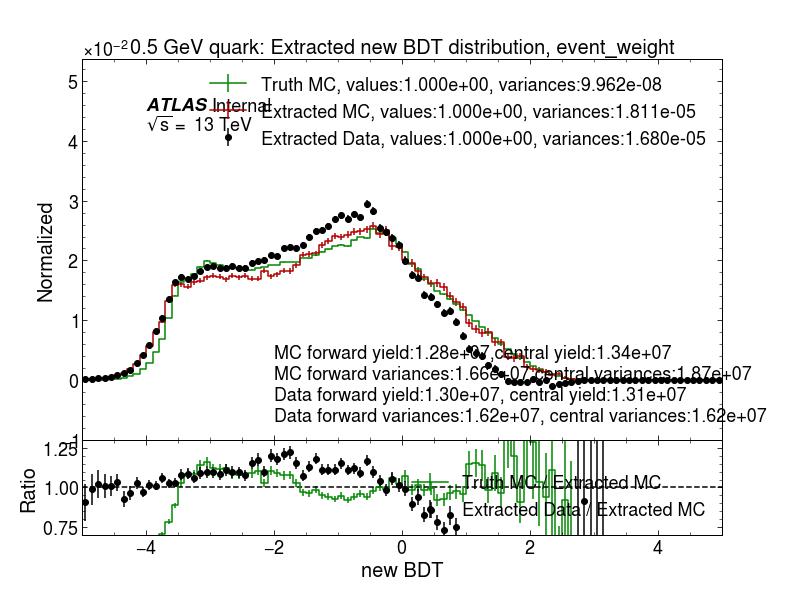 ×10⁻² 0.5 GeV quark: Extracted new BDT distribution, event_weight
Truth MC, values:1.000e+00, variances:9.962e-08
ATLAS Internal
Extracted MC, values:1.000e+00, variances:1.811e-05
√s = 13 TeV
Extracted Data, values:1.000e+00, variances:1.680e-05
5
4
3
2
1
0
−1
Normalized
MC forward yield:1.28e+07,central yield:1.34e+07
MC forward variances:1.66e+07, central variances:1.87e+07
Data forward yield:1.30e+07, central yield:1.31e+07
Data forward variances:1.62e+07, central variances:1.62e+07
1.25
1.00
0.75
Ratio
Truth MC / Extracted MC
Extracted Data / Extracted MC
−4 −2 0 2 4
new BDT